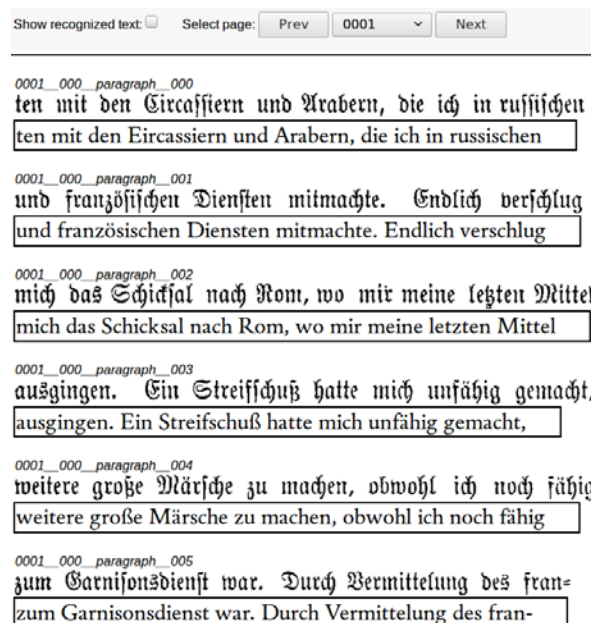 Show recognized text: Select page: Prev 0001 Next
0001__000__paragraph__000
ten mit den Circaſſiern und Arabern, die ich in ruſſiſchen
ten mit den Eircassiern und Arabern, die ich in russischen
0001__000__paragraph__001
und franzöſiſchen Dienſten mitmachte. Endlich verſchlug
und französischen Diensten mitmachte. Endlich verschlug
0001__000__paragraph__002
mich das Schickſal nach Rom, wo mir meine letzten Mittel
mich das Schicksal nach Rom, wo mir meine letzten Mittel
0001__000__paragraph__003
ausgingen. Ein Streifſchuß hatte mich unfähig gemacht,
ausgingen. Ein Streifschuß hatte mich unfähig gemacht,
0001__000__paragraph__004
weitere große Märſche zu machen, obwohl ich noch fähig
weitere große Märsche zu machen, obwohl ich noch fähig
0001__000__paragraph__005
zum Garniſonsdienſt war. Durch Vermittelung des fran⸗
zum Garnisonsdienst war. Durch Vermittelung des fran-